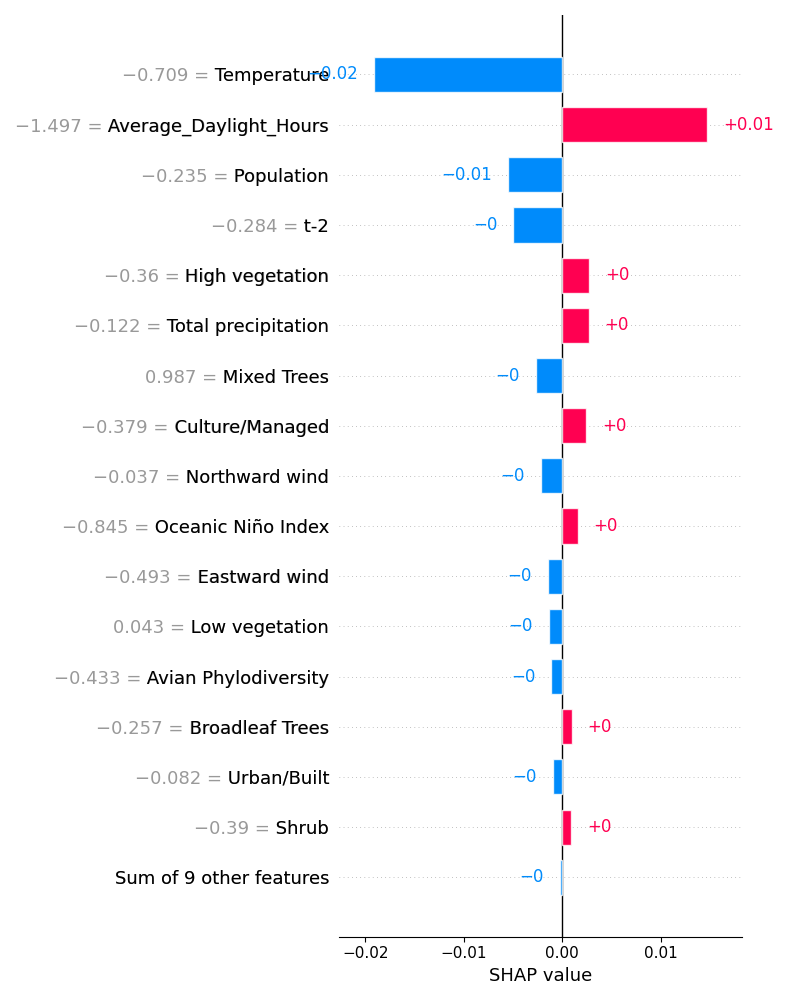 −0.709 = Temperature −0.02
−1.497 = Average_Daylight_Hours +0.01
−0.235 = Population −0.01
−0.284 = t-2 −0
−0.36 = High vegetation +0
−0.122 = Total precipitation +0
0.987 = Mixed Trees −0
−0.379 = Culture/Managed +0
−0.037 = Northward wind −0
−0.845 = Oceanic Niño Index +0
−0.493 = Eastward wind −0
0.043 = Low vegetation −0
−0.433 = Avian Phylodiversity −0
−0.257 = Broadleaf Trees +0
−0.082 = Urban/Built −0
−0.39 = Shrub +0
Sum of 9 other features −0
−0.02 −0.01 0.00 0.01
SHAP value